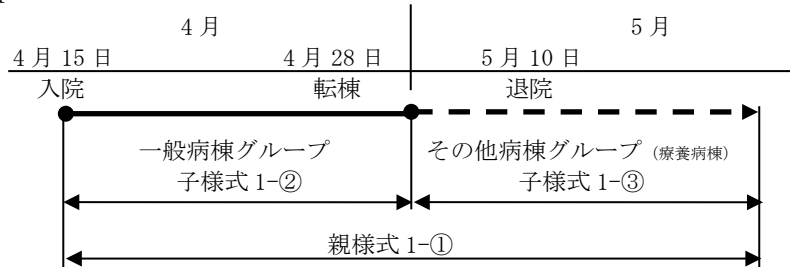 4月 5月
4月15日 4月28日 5月10日
入院 転棟 退院
一般病棟グループ その他病棟グループ (療養病棟)
子様式 1-② 子様式 1-③
親様式 1-①